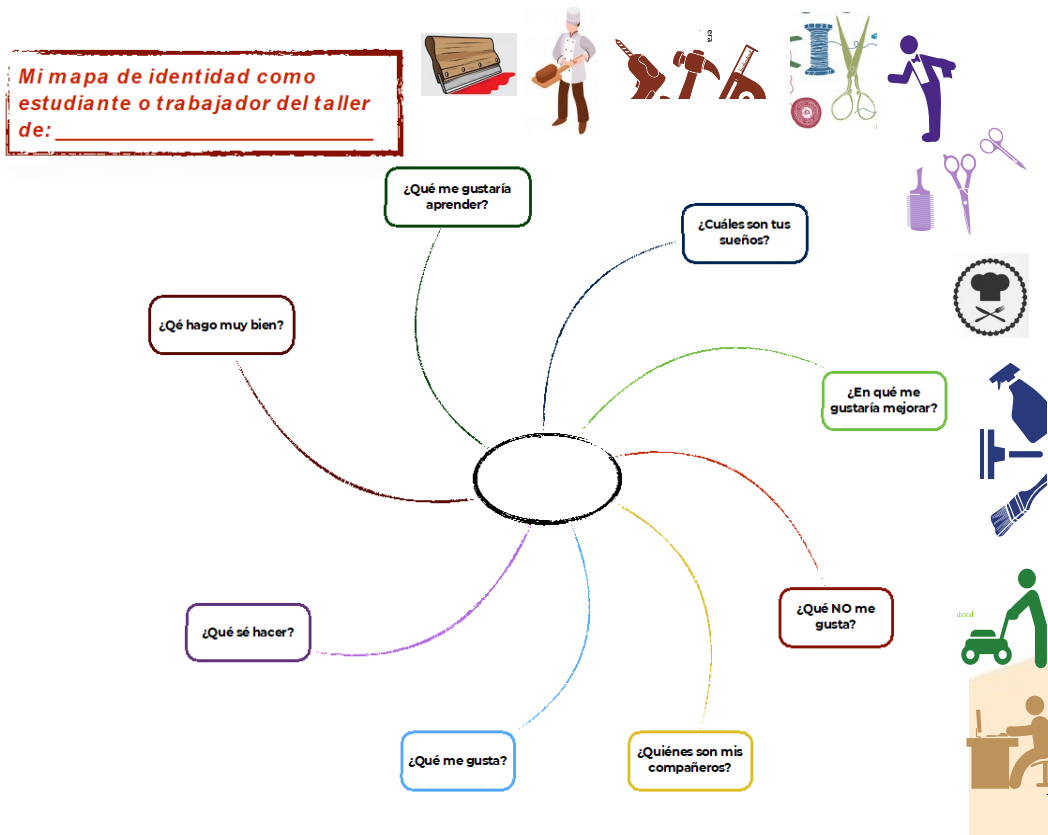 Mi mapa de identidad como
estudiante o trabajador del taller
de:
era
¿Qué me gustaría
aprender?
¿Cuáles son tus
sueños?
¿Qé hago muy bien?
¿En qué me
gustaría mejorar?
¿Qué NO me
gusta?
¿Qué sé hacer?
¿Qué me gusta?
¿Quiénes son mis
compañeros?